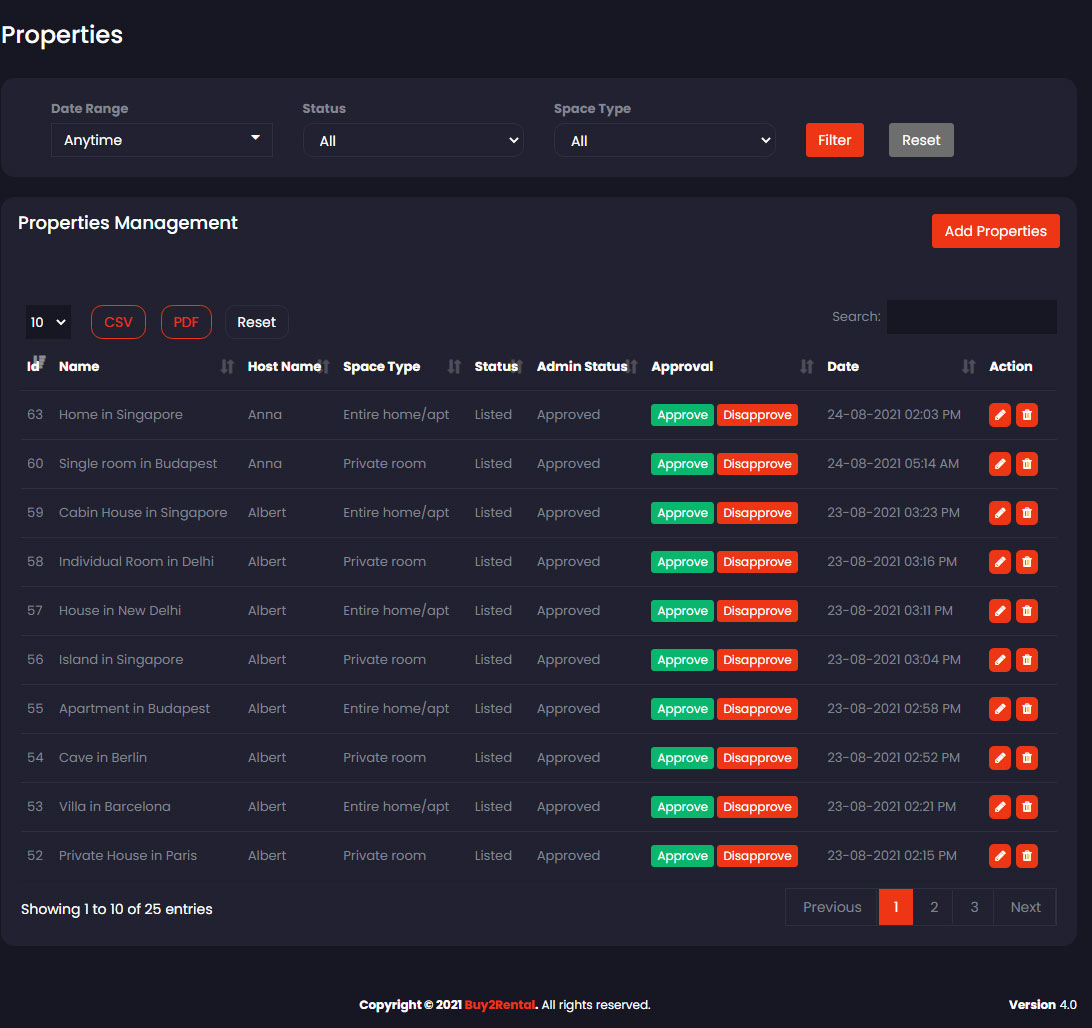 Properties
Date Range Status Space Type
Anytime All All Filter Reset
Properties Management
Add Properties
10 CSV PDF Reset Search:
Id Name Host Name Space Type Status Admin Status Approval Date Action
63 Home in Singapore Anna Entire home/apt Listed Approved Approve Disapprove 24-08-2021 02:03 PM
60 Single room in Budapest Anna Private room Listed Approved Approve Disapprove 24-08-2021 05:14 AM
59 Cabin House in Singapore Albert Entire home/apt Listed Approved Approve Disapprove 23-08-2021 03:23 PM
58 Individual Room in Delhi Albert Private room Listed Approved Approve Disapprove 23-08-2021 03:16 PM
57 House in New Delhi Albert Entire home/apt Listed Approved Approve Disapprove 23-08-2021 03:11 PM
56 Island in Singapore Albert Private room Listed Approved Approve Disapprove 23-08-2021 03:04 PM
55 Apartment in Budapest Albert Entire home/apt Listed Approved Approve Disapprove 23-08-2021 02:58 PM
54 Cave in Berlin Albert Private room Listed Approved Approve Disapprove 23-08-2021 02:52 PM
53 Villa in Barcelona Albert Entire home/apt Listed Approved Approve Disapprove 23-08-2021 02:21 PM
52 Private House in Paris Albert Private room Listed Approved Approve Disapprove 23-08-2021 02:15 PM
Showing 1 to 10 of 25 entries Previous 1 2 3 Next
Copyright © 2021 Buy2Rental. All rights reserved. Version 4.0